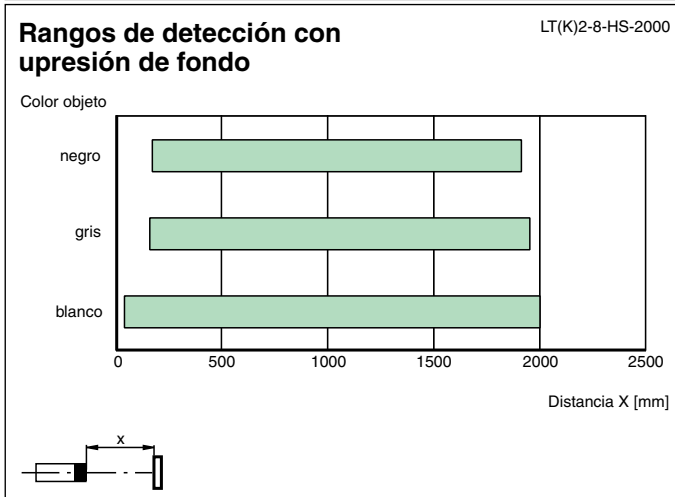 Rangos de detección con
upresión de fondo
LT(K)2-8-HS-2000
Color objeto
negro
gris
blanco
0 500 1000 1500 2000 2500
Distancia X [mm]
x